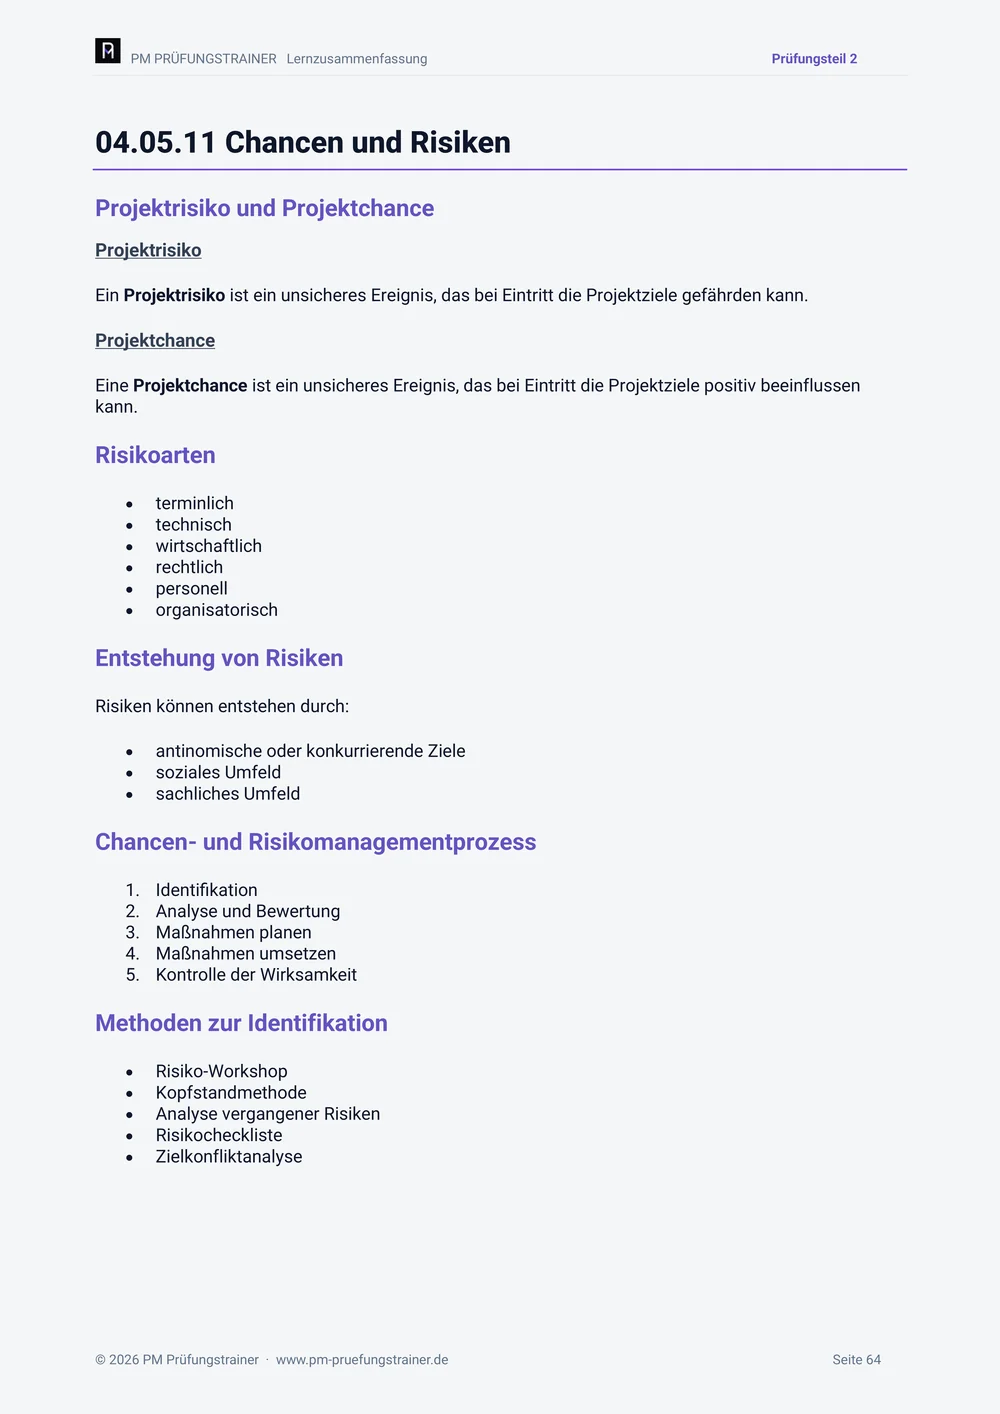 PM PRÜFUNGSTRAINER Lernzusammenfassung Prüfungsteil 2
04.05.11 Chancen und Risiken
Projektrisiko und Projektchance
Projektrisiko
Ein Projektrisiko ist ein unsicheres Ereignis, das bei Eintritt die Projektziele gefährden kann.
Projektchance
Eine Projektchance ist ein unsicheres Ereignis, das bei Eintritt die Projektziele positiv beeinflussen
kann.
Risikoarten
• terminlich
• technisch
• wirtschaftlich
• rechtlich
• personell
• organisatorisch
Entstehung von Risiken
Risiken können entstehen durch:
• antinomische oder konkurrierende Ziele
• soziales Umfeld
• sachliches Umfeld
Chancen- und Risikomanagementprozess
1. Identifikation
2. Analyse und Bewertung
3. Maßnahmen planen
4. Maßnahmen umsetzen
5. Kontrolle der Wirksamkeit
Methoden zur Identifikation
• Risiko-Workshop
• Kopfstandmethode
• Analyse vergangener Risiken
• Risikocheckliste
• Zielkonfliktanalyse
© 2026 PM Prüfungstrainer · www.pm-pruefungstrainer.de Seite 64